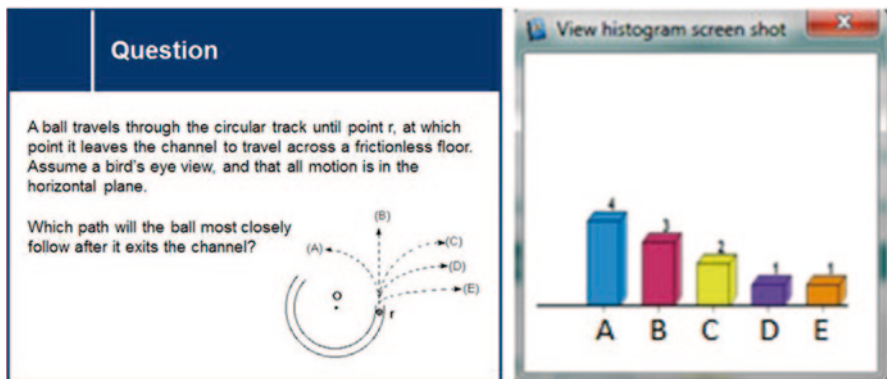 Question
A ball travels through the circular track until point r, at which
point it leaves the channel to travel across a frictionless floor.
Assume a bird's eye view, and that all motion is in the
horizontal plane.
Which path will the ball most closely
follow after it exits the channel?
(B)
(A)
(C)
(D)
(E)
O
r
View histogram screen shot
4
3
2
1
1
A B C D E